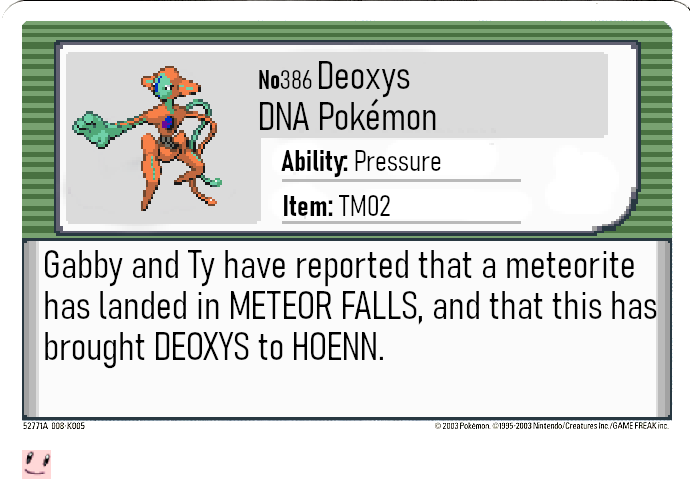 No386 Deoxys
DNA Pokémon
Ability: Pressure
Item: TM02
Gabby and Ty have reported that a meteorite
has landed in METEOR FALLS, and that this has
brought DEOXYS to HOENN.
52771A 008-K005
© 2003 Pokémon. ©1995-2003 Nintendo/Creatures Inc./GAME FREAK inc.